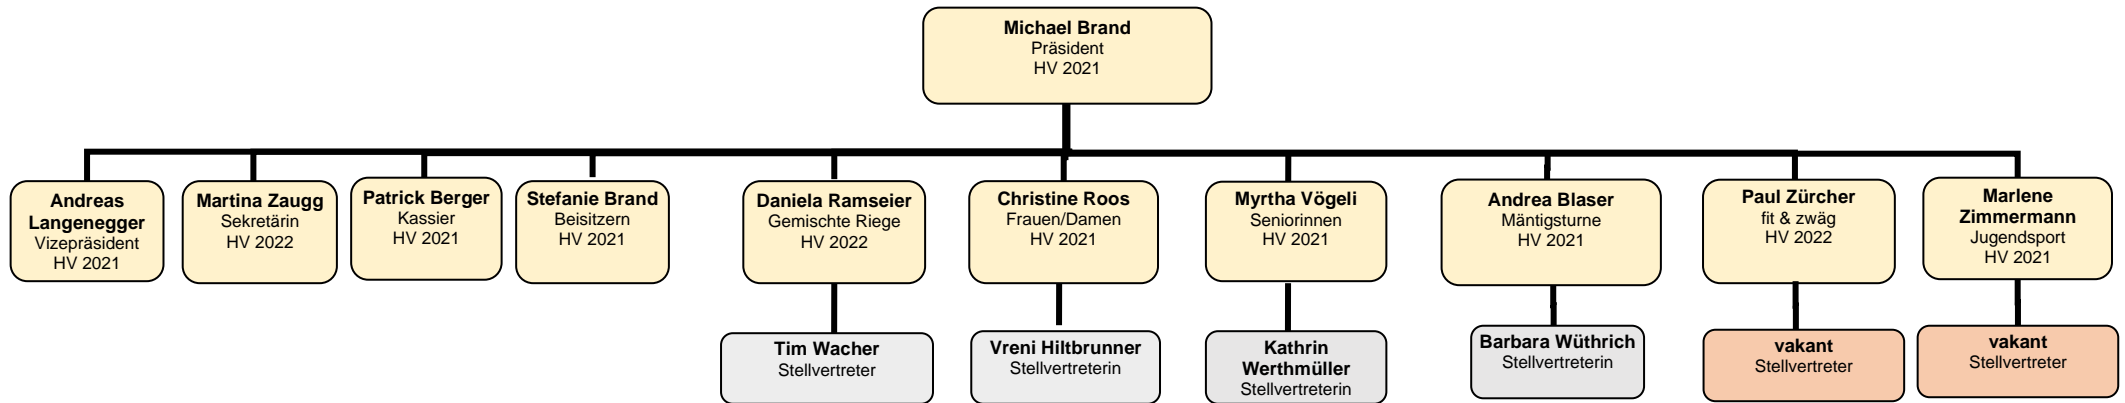 Michael Brand
Präsident
HV 2021
Andreas
Langenegger
Vizepräsident
HV 2021
Martina Zaugg
Sekretärin
HV 2022
Patrick Berger
Kassier
HV 2021
Stefanie Brand
Beisitzern
HV 2021
Daniela Ramseier
Gemischte Riege
HV 2022
Christine Roos
Frauen/Damen
HV 2021
Myrtha Vögeli
Seniorinnen
HV 2021
Andrea Blaser
Mäntigsturne
HV 2021
Paul Zürcher
fit & zwäg
HV 2022
Marlene
Zimmermann
Jugendsport
HV 2021
Tim Wacher
Stellvertreter
Vreni Hiltbrunner
Stellvertreterin
Kathrin
Werthmüller
Stellvertreterin
Barbara Wüthrich
Stellvertreterin
vakant
Stellvertreter
vakant
Stellvertreter